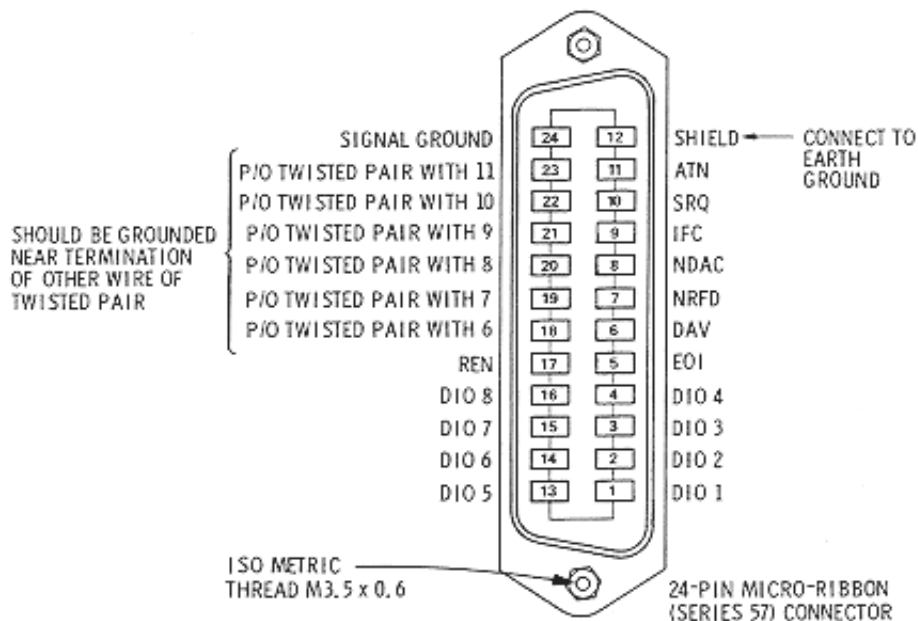 SIGNAL GROUND 24 12 SHIELD CONNECT TO
EARTH
GROUND
P/O TWISTED PAIR WITH 11 23 11 ATN
P/O TWISTED PAIR WITH 10 22 10 SRQ
P/O TWISTED PAIR WITH 9 21 9 IFC
P/O TWISTED PAIR WITH 8 20 8 NDAC
P/O TWISTED PAIR WITH 7 19 7 NRFD
P/O TWISTED PAIR WITH 6 18 6 DAV
SHOULD BE GROUNDED
NEAR TERMINATION
OF OTHER WIRE OF
TWISTED PAIR
REN 17 5 EOI
DIO 8 16 4 DIO 4
DIO 7 15 3 DIO 3
DIO 6 14 2 DIO 2
DIO 5 13 1 DIO 1
ISO METRIC
THREAD M3.5 x 0.6
24-PIN MICRO-RIBBON
(SERIES 57) CONNECTOR